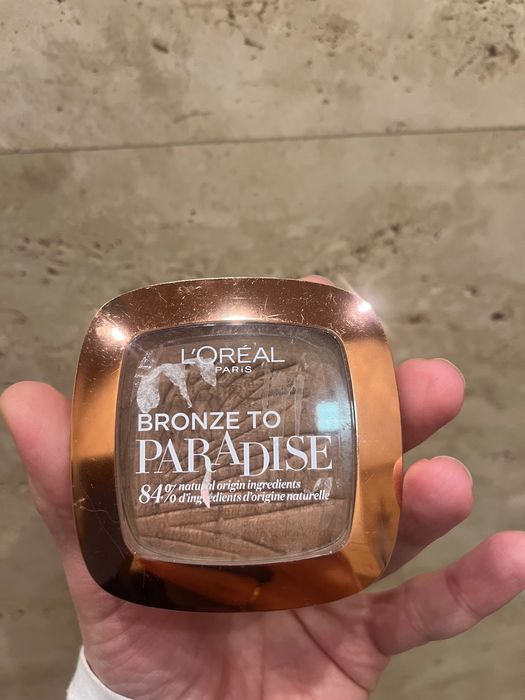 L'ORÉAL
PARIS
BRONZE TO
PARADISE
84% natural origin ingredients
d'ingrédients d'origine naturelle